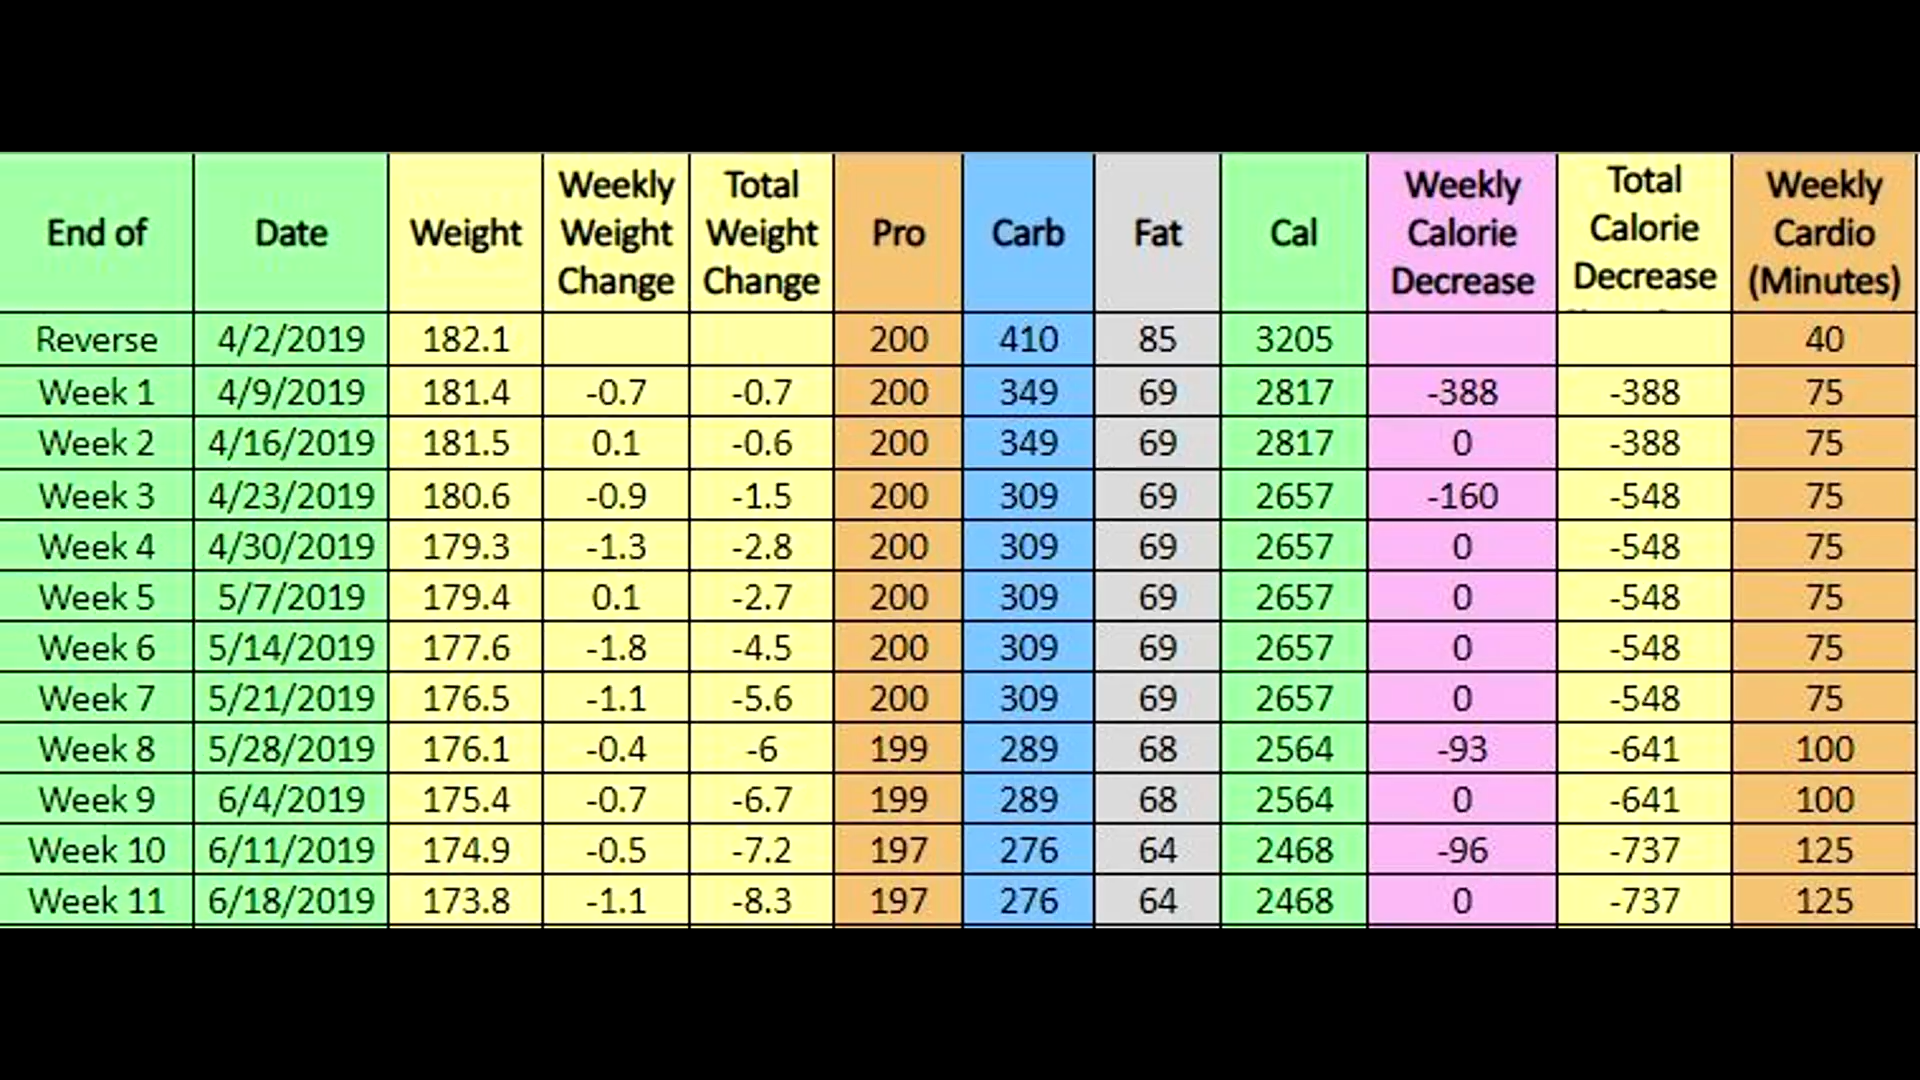 End of Date Weight Weekly Weight Change Total Weight Change Pro Carb Fat Cal Weekly Calorie Decrease Total Calorie Decrease Weekly Cardio (Minutes)
Reverse 4/2/2019 182.1 200 410 85 3205 40
Week 1 4/9/2019 181.4 -0.7 -0.7 200 349 69 2817 -388 -388 75
Week 2 4/16/2019 181.5 0.1 -0.6 200 349 69 2817 0 -388 75
Week 3 4/23/2019 180.6 -0.9 -1.5 200 309 69 2657 -160 -548 75
Week 4 4/30/2019 179.3 -1.3 -2.8 200 309 69 2657 0 -548 75
Week 5 5/7/2019 179.4 0.1 -2.7 200 309 69 2657 0 -548 75
Week 6 5/14/2019 177.6 -1.8 -4.5 200 309 69 2657 0 -548 75
Week 7 5/21/2019 176.5 -1.1 -5.6 200 309 69 2657 0 -548 75
Week 8 5/28/2019 176.1 -0.4 -6 199 289 68 2564 -93 -641 100
Week 9 6/4/2019 175.4 -0.7 -6.7 199 289 68 2564 0 -641 100
Week 10 6/11/2019 174.9 -0.5 -7.2 197 276 64 2468 -96 -737 125
Week 11 6/18/2019 173.8 -1.1 -8.3 197 276 64 2468 0 -737 125